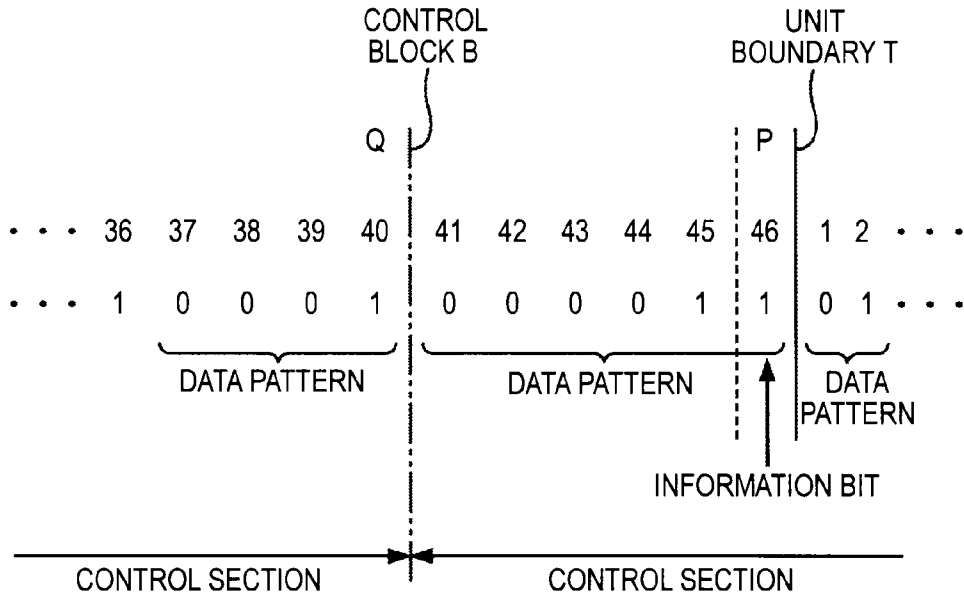 CONTROL
BLOCK B
UNIT
BOUNDARY T
Q
P
· · · 36 37 38 39 40 41 42 43 44 45 46 1 2 · · ·
· · · 1 0 0 0 1 0 0 0 0 1 1 0 1 · · ·
DATA PATTERN
DATA PATTERN
DATA
PATTERN
INFORMATION BIT
CONTROL SECTION
CONTROL SECTION